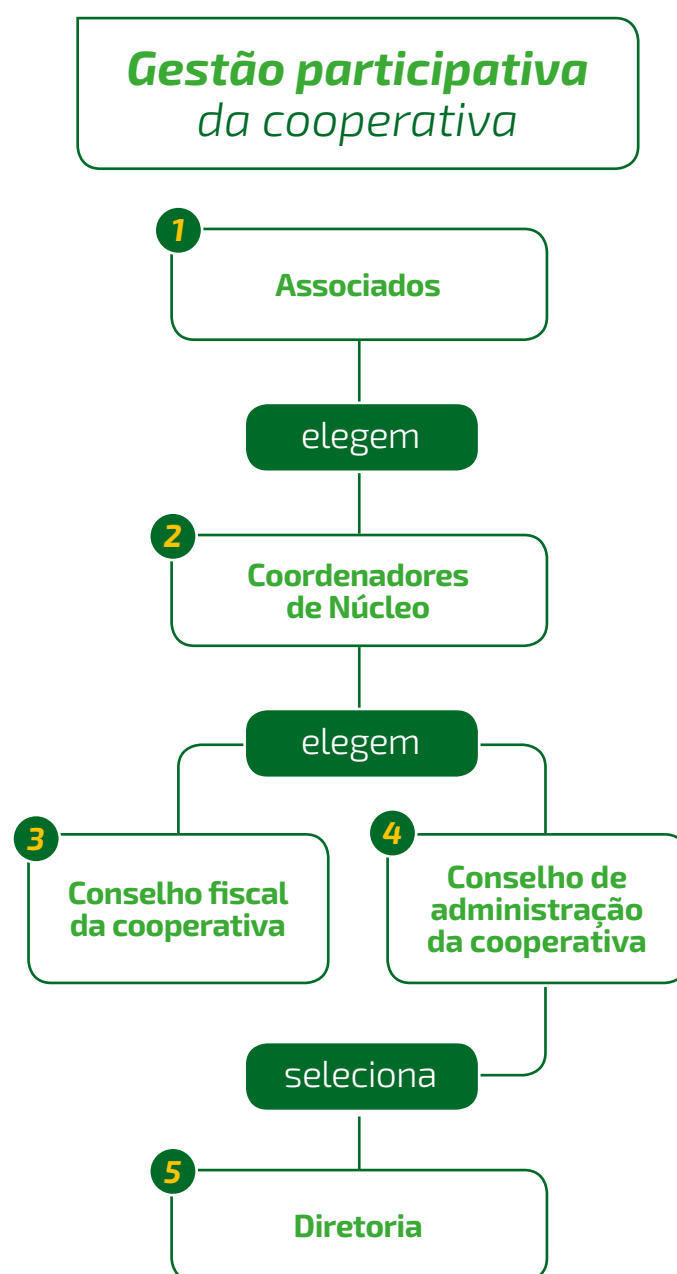 Gestão participativa
da cooperativa
1
Associados
elegem
2
Coordenadores
de Núcleo
elegem
3
Conselho fiscal
da cooperativa
4
Conselho de
administração
da cooperativa
seleciona
5
Diretoria